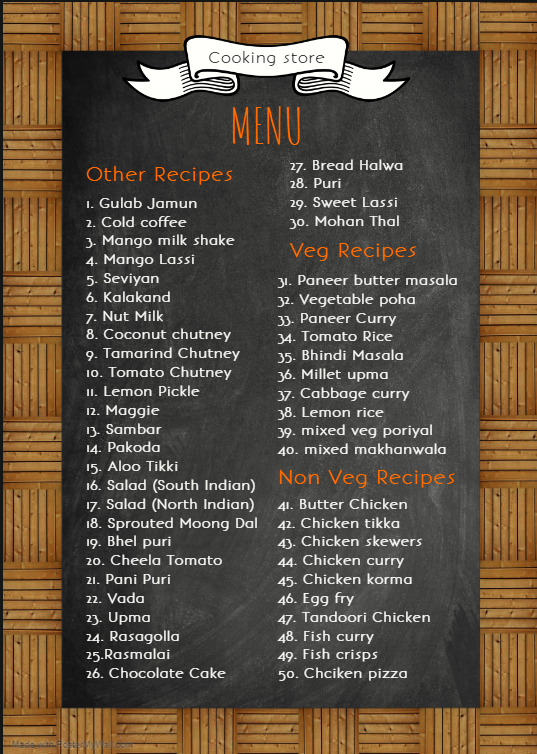 Cooking store
MENU
Other Recipes
1. Gulab Jamun
2. Cold coffee
3. Mango milk shake
4. Mango Lassi
5. Seviyan
6. Kalakand
7. Nut Milk
8. Coconut chutney
9. Tamarind Chutney
10. Tomato Chutney
11. Lemon Pickle
12. Maggie
13. Sambar
14. Pakoda
15. Aloo Tikki
16. Salad (South Indian)
17. Salad (North Indian)
18. Sprouted Moong Dal
19. Bhel puri
20. Cheela Tomato
21. Pani Puri
22. Vada
23. Upma
24. Rasagolla
25.Rasmalai
26. Chocolate Cake
27. Bread Halwa
28. Puri
29. Sweet Lassi
30. Mohan Thal
Veg Recipes
31. Paneer butter masala
32. Vegetable poha
33. Paneer Curry
34. Tomato Rice
35. Bhindi Masala
36. Millet upma
37. Cabbage curry
38. Lemon rice
39. mixed veg poriyal
40. mixed makhanwala
Non Veg Recipes
41. Butter Chicken
42. Chicken tikka
43. Chicken skewers
44. Chicken curry
45. Chicken korma
46. Egg fry
47. Tandoori Chicken
48. Fish curry
49. Fish crisps
50. Chciken pizza
Made with PosterMyWall.com